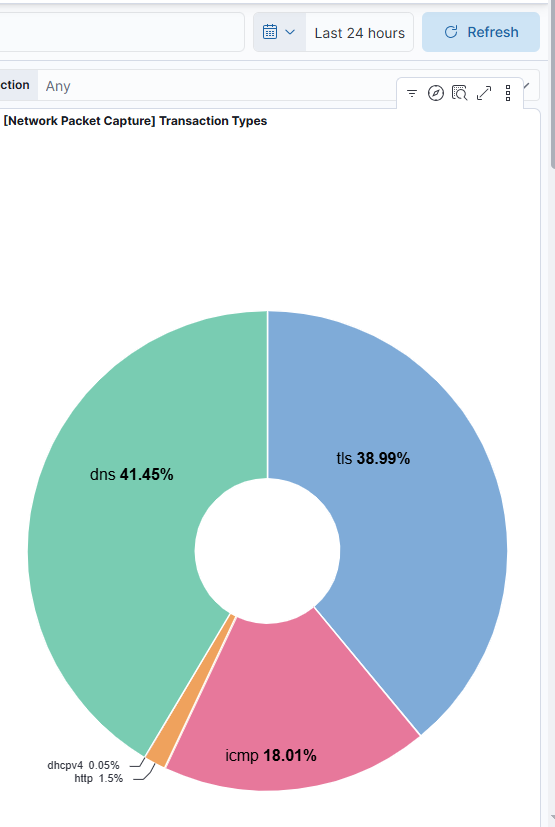 Last 24 hours
Refresh
ction
Any
[Network Packet Capture] Transaction Types
tls 38.99%
dns 41.45%
icmp 18.01%
dhcpv4 0.05%
http 1.5%